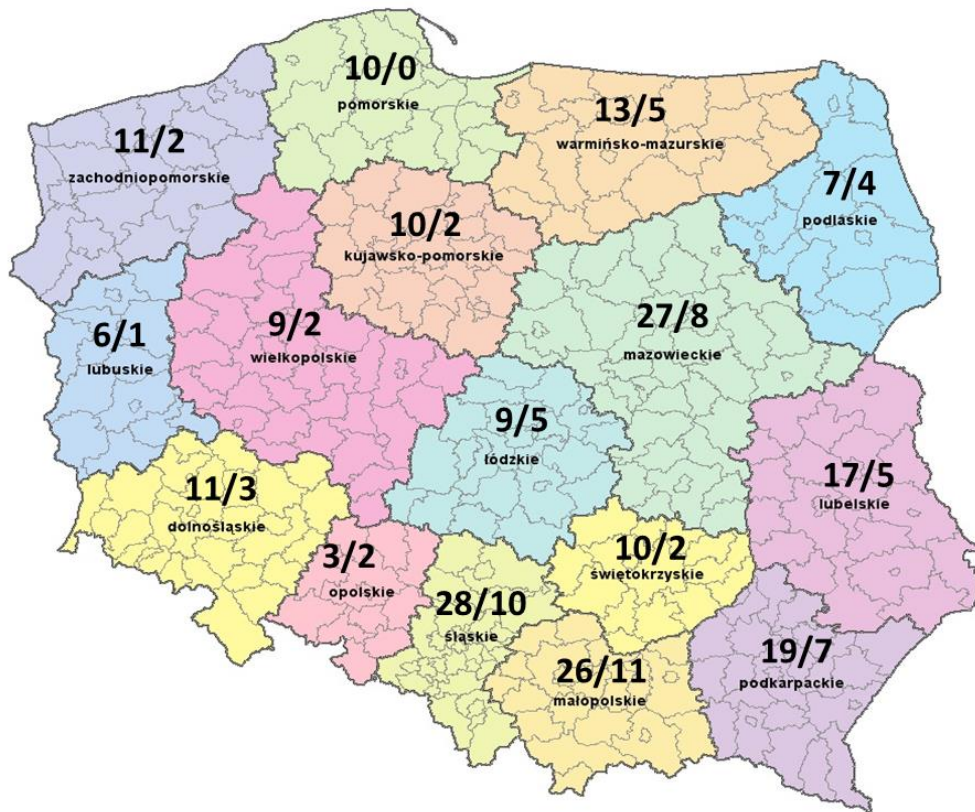 10/0
pomorskie
13/5
warmińsko-mazurskie
11/2
zachodniopomorskie
7/4
podlaskie
10/2
kujawsko-pomorskie
27/8
mazowieckie
6/1
lubuskie
9/2
wielkopolskie
9/5
łódzkie
17/5
lubelskie
11/3
dolnośląskie
3/2
opolskie
10/2
świętokrzyskie
28/10
śląskie
26/11
małopolskie
19/7
podkarpackie